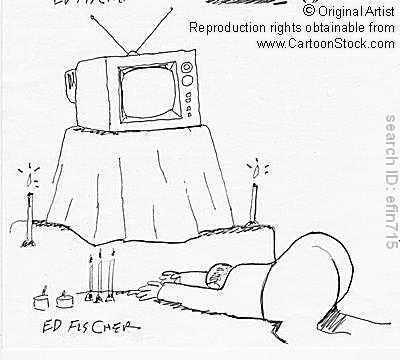 © Original Artist
Reproduction rights obtainable from
www.CartoonStock.com
search ID: efin715
ED FISCHER